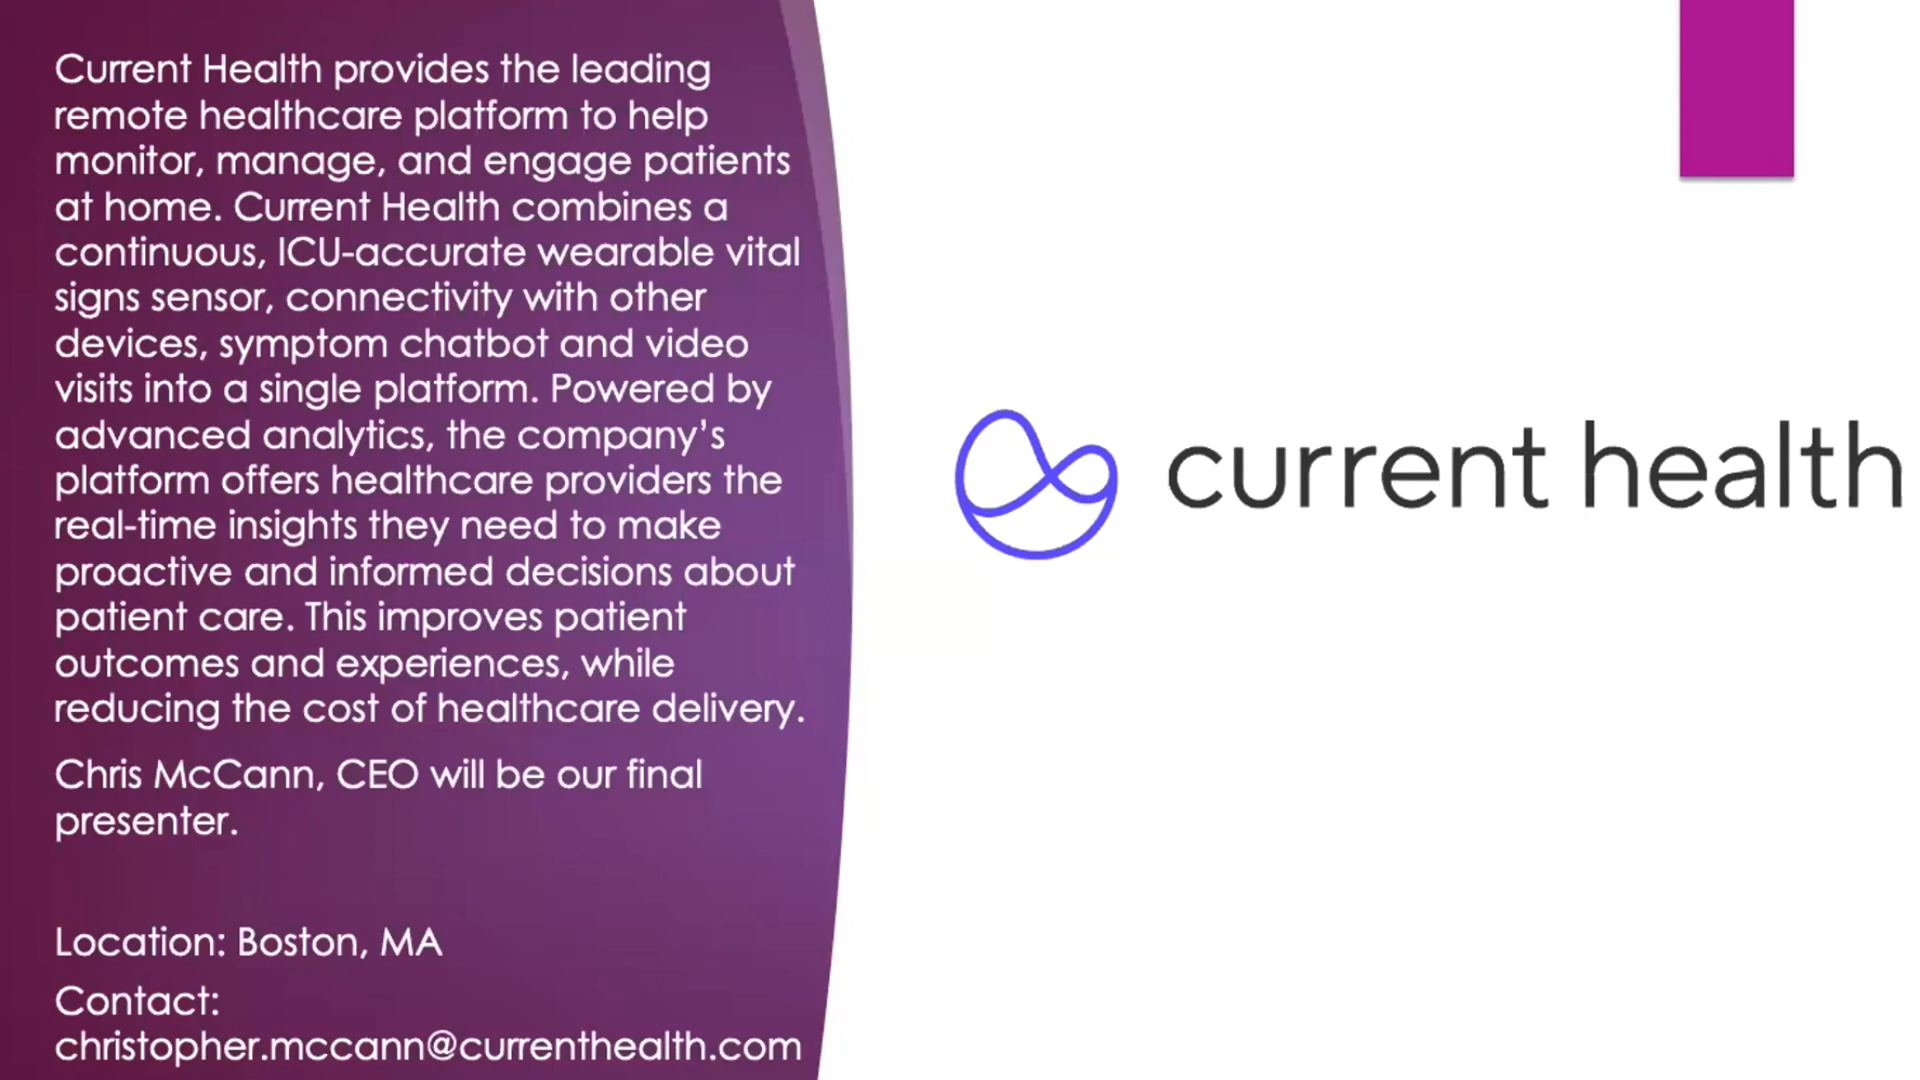 Current Health provides the leading
remote healthcare platform to help
monitor, manage, and engage patients
at home. Current Health combines a
continuous, ICU-accurate wearable vital
signs sensor, connectivity with other
devices, symptom chatbot and video
visits into a single platform. Powered by
advanced analytics, the company’s
platform offers healthcare providers the
real-time insights they need to make
proactive and informed decisions about
patient care. This improves patient
outcomes and experiences, while
reducing the cost of healthcare delivery.
Chris McCann, CEO will be our final
presenter.
Location: Boston, MA
Contact:
christopher.mccann@currenthealth.com
current health